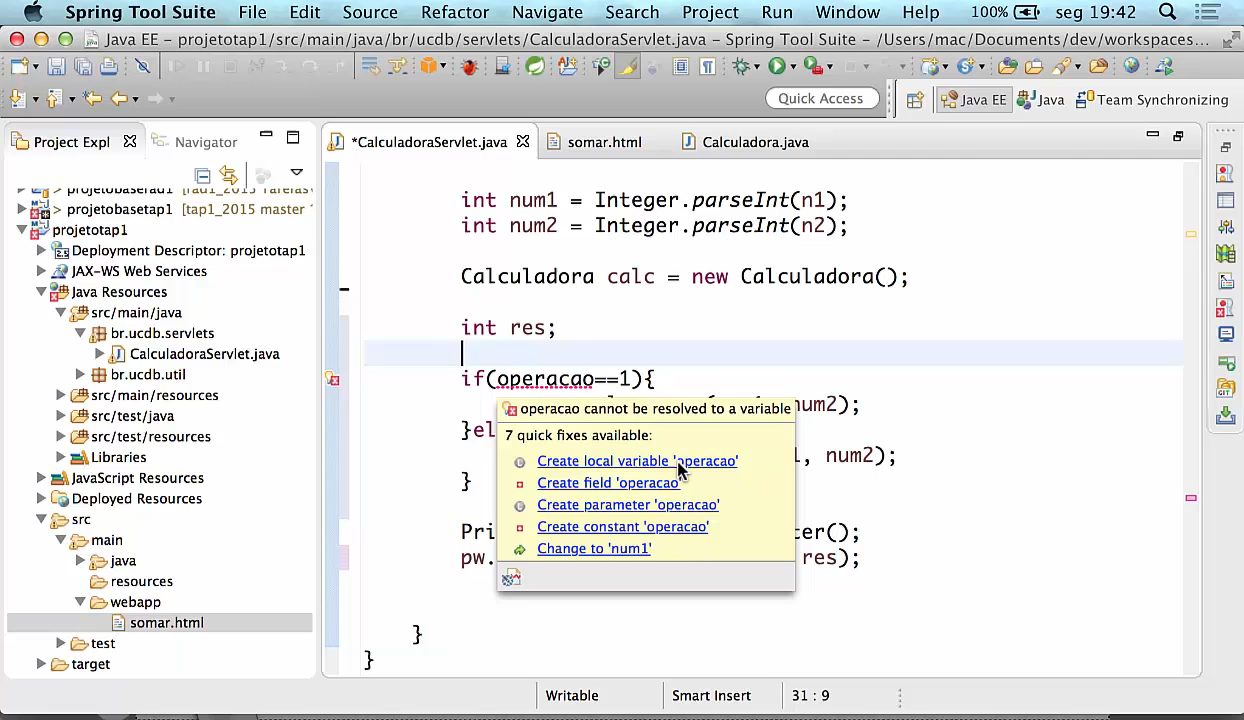 Spring Tool Suite File Edit Source Refactor Navigate Search Project Run Window Help 100% seg 19:42
Java EE – projetotap1/src/main/java/br/ucdb/servlets/CalculadoraServlet.java – Spring Tool Suite – /Users/mac/Documents/dev/workspaces...
Quick Access Java EE Java Team Synchronizing
Project Expl Navigator
*CalculadoraServlet.java somar.html Calculadora.java
> projetobasetap1 [tap1_2015 master
projetotap1
Deployment Descriptor: projetotap1
JAX-WS Web Services
Java Resources
src/main/java
br.ucdb.servlets
CalculadoraServlet.java
br.ucdb.util
src/main/resources
src/test/java
src/test/resources
Libraries
JavaScript Resources
Deployed Resources
src
main
java
resources
webapp
somar.html
test
target
int num1 = Integer.parseInt(n1);
int num2 = Integer.parseInt(n2);
Calculadora calc = new Calculadora();
int res;
if(operacao==1){
num2);
}el
1, num2);
}
Pri ter();
pw. res);
}
}
operacao cannot be resolved to a variable
7 quick fixes available:
Create local variable 'operacao'
Create field 'operacao'
Create parameter 'operacao'
Create constant 'operacao'
Change to 'num1'
Writable Smart Insert 31 : 9